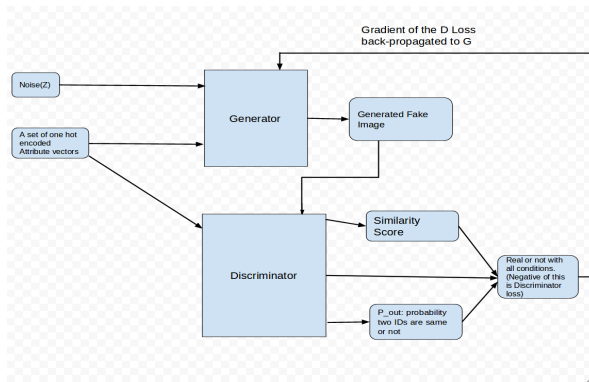 Gradient of the D Loss
back-propagated to G
Noise(Z)
Generator
Generated Fake
Image
A set of one hot
encoded
Attribute vectors
Similarity
Score
Discriminator
Real or not with
all conditions.
(Negative of this
is Discriminator
loss)
P_out: probability
two IDs are same
or not